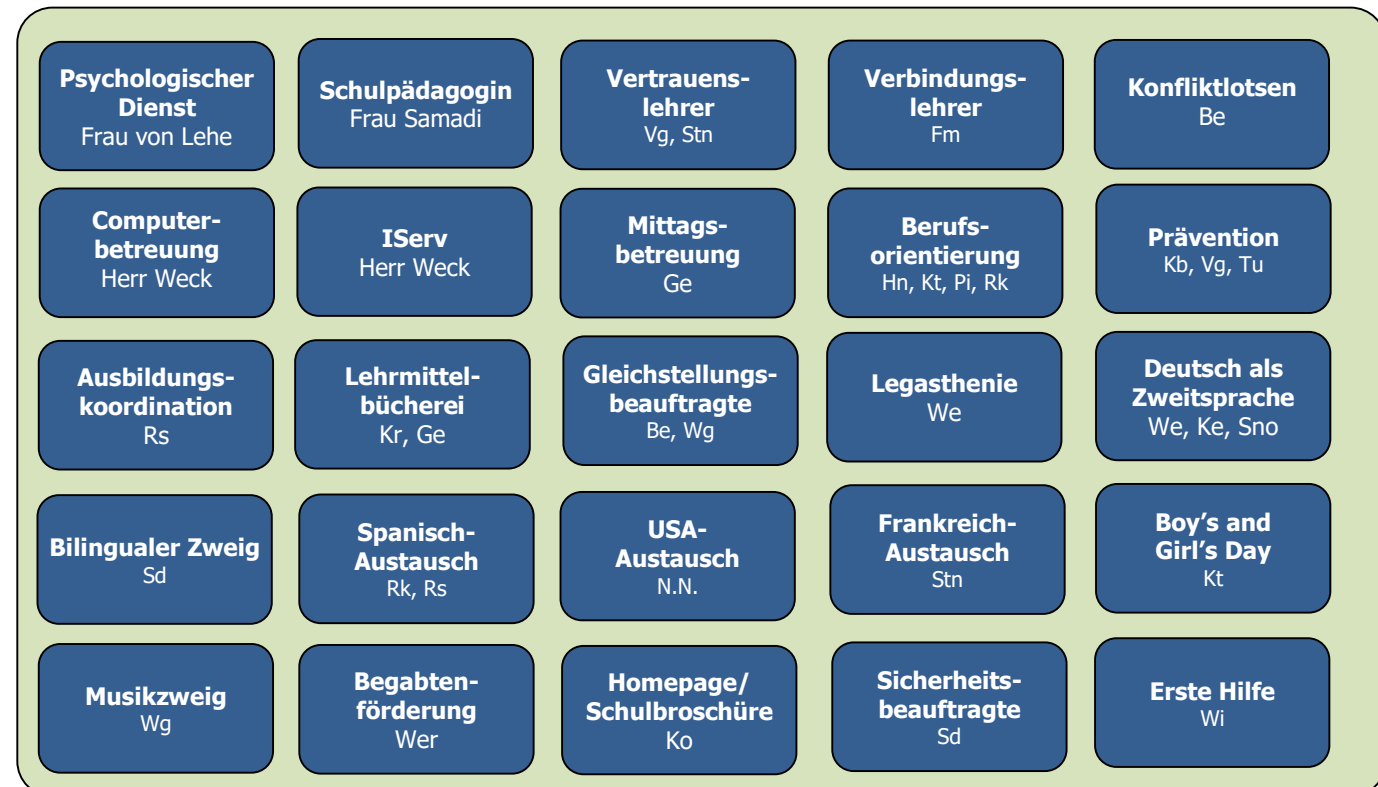 Psychologischer
Dienst
Frau von Lehe
Schulpädagogin
Frau Samadi
Vertrauens-
lehrer
Vg, Stn
Verbindungs-
lehrer
Fm
Konfliktlotsen
Be
Computer-
betreuung
Herr Weck
IServ
Herr Weck
Mittags-
betreuung
Ge
Berufs-
orientierung
Hn, Kt, Pi, Rk
Prävention
Kb, Vg, Tu
Ausbildungs-
koordination
Rs
Lehrmittel-
bücherei
Kr, Ge
Gleichstellungs-
beauftragte
Be, Wg
Legasthenie
We
Deutsch als
Zweitsprache
We, Ke, Sno
Bilingualer Zweig
Sd
Spanisch-
Austausch
Rk, Rs
USA-
Austausch
N.N.
Frankreich-
Austausch
Stn
Boy’s and
Girl’s Day
Kt
Musikzweig
Wg
Begabten-
förderung
Wer
Homepage/
Schulbroschüre
Ko
Sicherheits-
beauftragte
Sd
Erste Hilfe
Wi